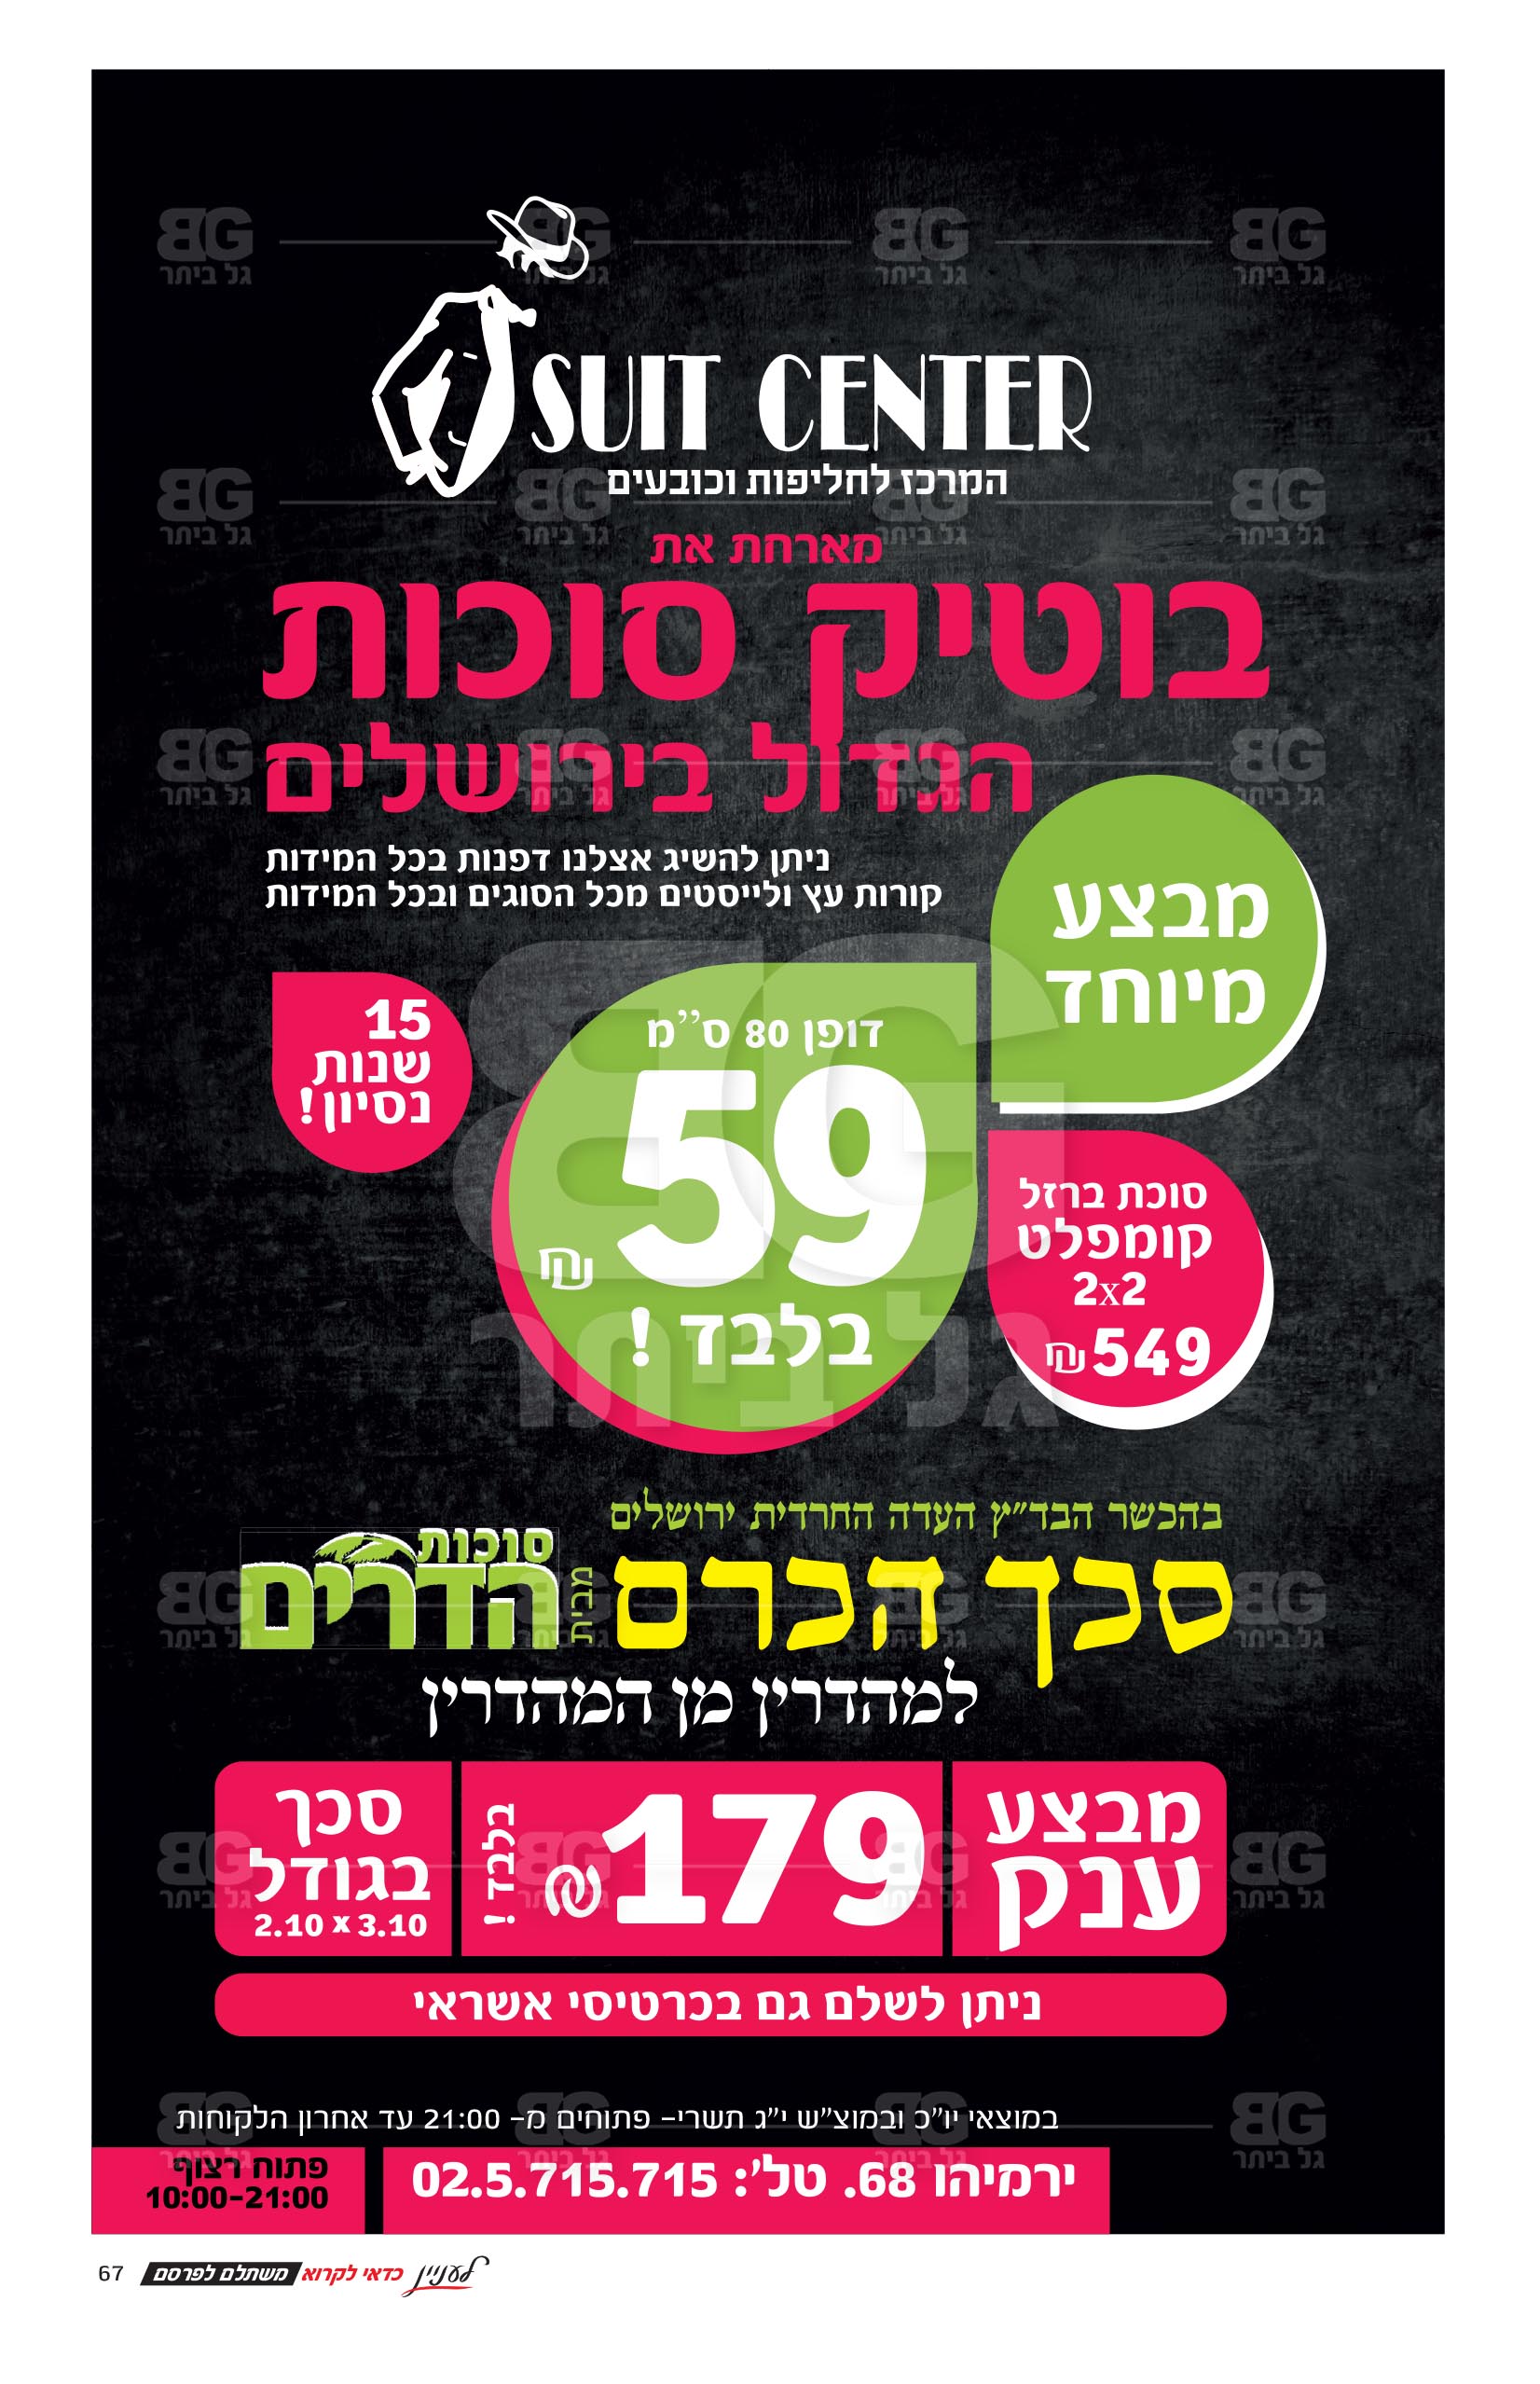 SUIT CENTER
המרכז לחליפות וכובעים
מארחת את
בוטיק סוכות
הגדול בירושלים
ניתן להשיג אצלנו דפנות בכל המידות
קורות עץ ולייסטים מכל הסוגים ובכל המידות
מבצע
מיוחד
15
שנות
נסיון!
דופן 80 ס''מ
59 ₪
בלבד !
סוכת ברזל
קומפלט
2x2
549 ₪
בהכשר הבד"ץ העדה החרדית ירושלים
סכך הכרם
מבית
סוכות
הדרים
למהדרין מן המהדרין
מבצע
ענק
179 ₪
בלבד!
סכך
בגודל
2.10 x 3.10
ניתן לשלם גם בכרטיסי אשראי
במוצאי יו"כ ובמוצ"ש י"ג תשרי- פתוחים מ- 21:00 עד אחרון הלקוחות
ירמיהו 68. טל': 02.5.715.715
פתוח רצוף
10:00-21:00
לעניין כדאי לקרוא משתלם לפרסם 67
BG
גל ביתר